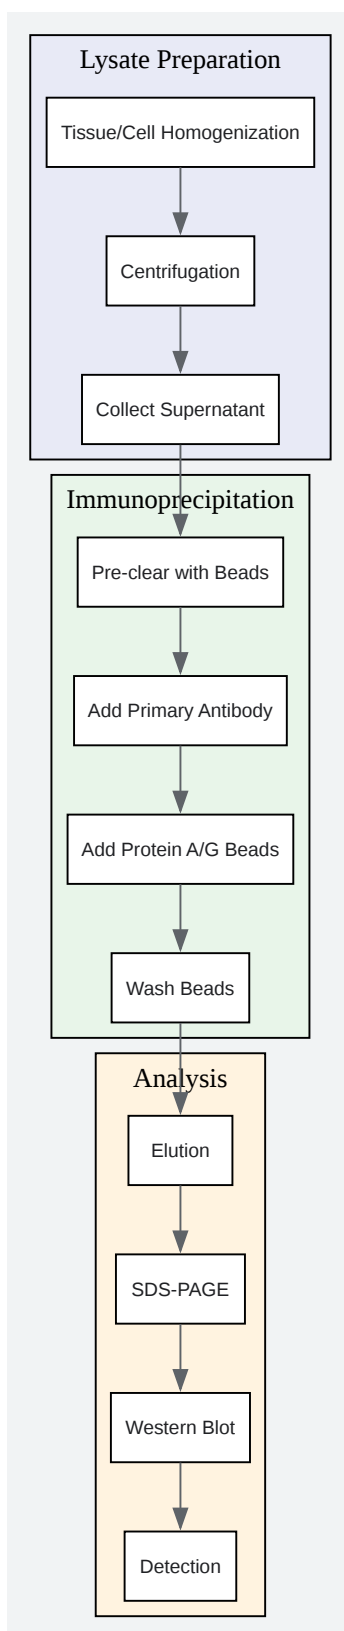 Lysate Preparation
Tissue/Cell Homogenization
Centrifugation
Collect Supernatant
Immunoprecipitation
Pre-clear with Beads
Add Primary Antibody
Add Protein A/G Beads
Wash Beads
Analysis
Elution
SDS-PAGE
Western Blot
Detection